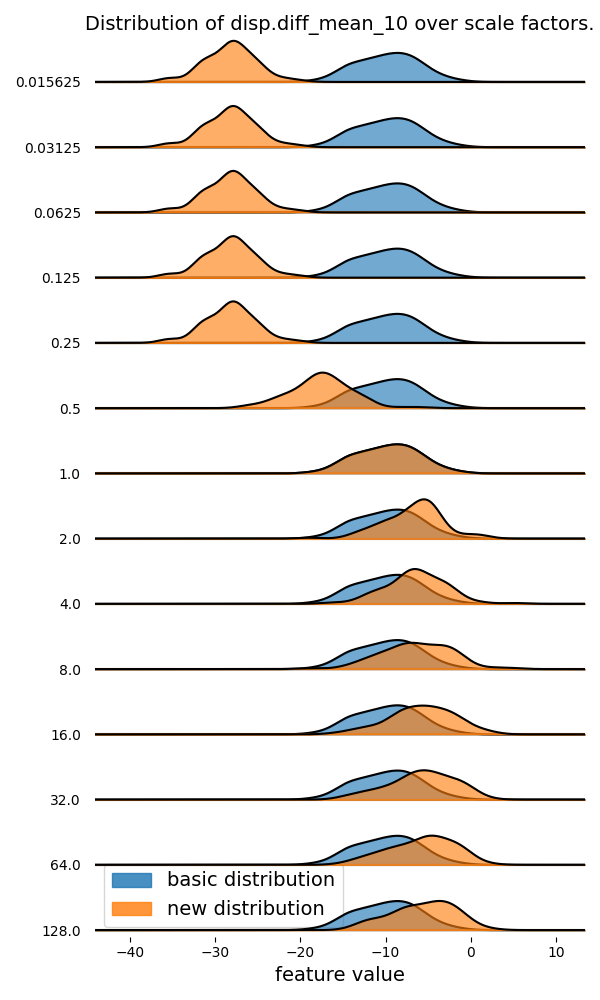 Distribution of disp.diff_mean_10 over scale factors.
0.015625
0.03125
0.0625
0.125
0.25
0.5
1.0
2.0
4.0
8.0
16.0
32.0
64.0
basic distribution
new distribution
128.0
−40 −30 −20 −10 0 10
feature value